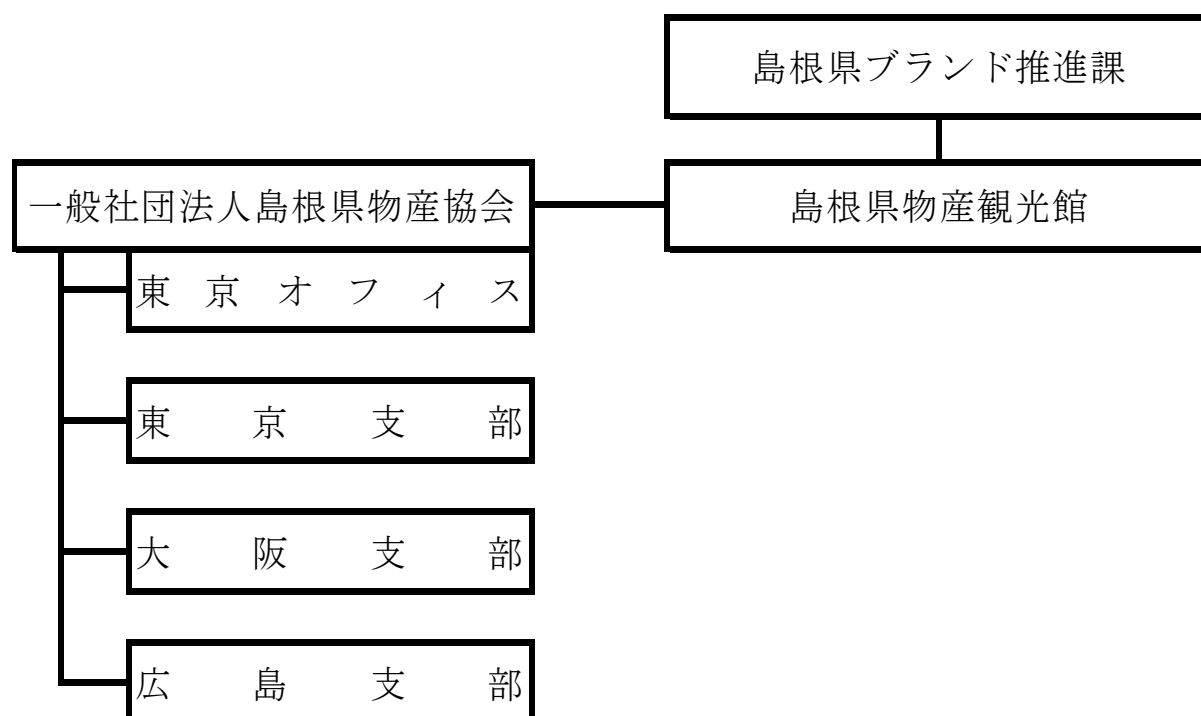 島根県ブランド推進課
一般社団法人島根県物産協会
島根県物産観光館
東京オフィス
東京支部
大阪支部
広島支部